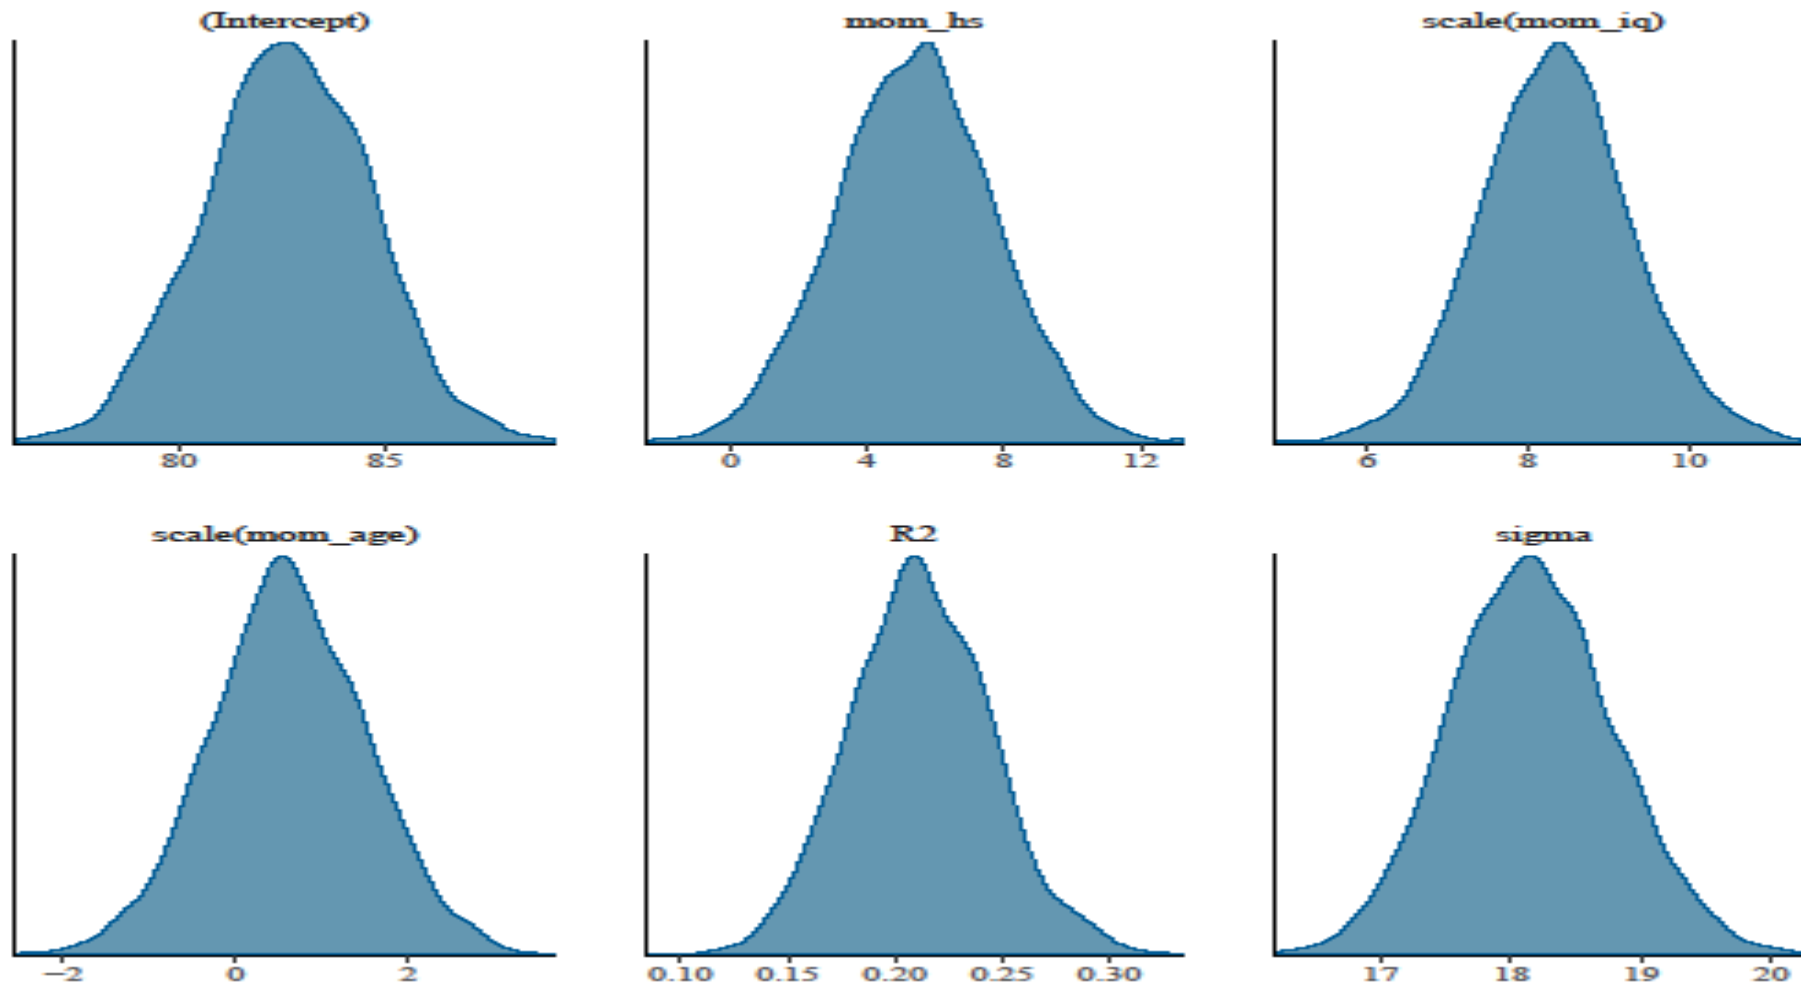 (Intercept) mom_hs scale(mom_iq)
80 85 0 4 8 12 6 8 10
scale(mom_age) R2 sigma
−2 0 2 0.10 0.15 0.20 0.25 0.30 17 18 19 20